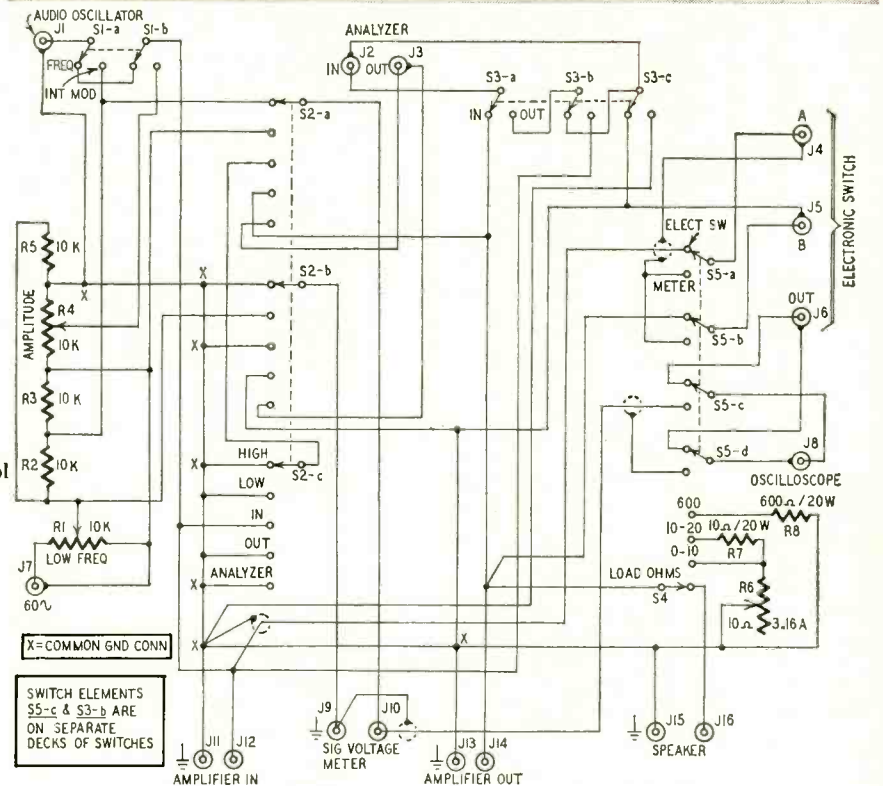 AUDIO OSCILLATOR
J1 S1-a S1-b
FREQ
INT MOD
ANALYZER
J2 J3
IN OUT
S3-a S3-b S3-c
IN OUT
S2-a
A
J4
J5
B
ELECTRONIC SWITCH
ELECT SW
S5-a
METER
OUT
J6
S5-b
S5-c
S5-d
J8
OSCILLOSCOPE
R5 10 K
X
X
S2-b
AMPLITUDE
R4
10 K
X
R3 10 K
R2 10 K
HIGH
X
S2-c
LOW
IN
OUT
ANALYZER
X
R1 10 K
LOW FREQ
J7
60~
600 600Ω/20W
R8
10-20 10Ω/20W
R7
0-10
LOAD OHMS
S4
R6
10Ω 3.16A
X
X
X=COMMON GND CONN
SWITCH ELEMENTS
S5-c & S3-b ARE
ON SEPARATE
DECKS OF SWITCHES
J11 J12
AMPLIFIER IN
J9 J10
SIG VOLTAGE
METER
J13 J14
AMPLIFIER OUT
J15 J16
SPEAKER